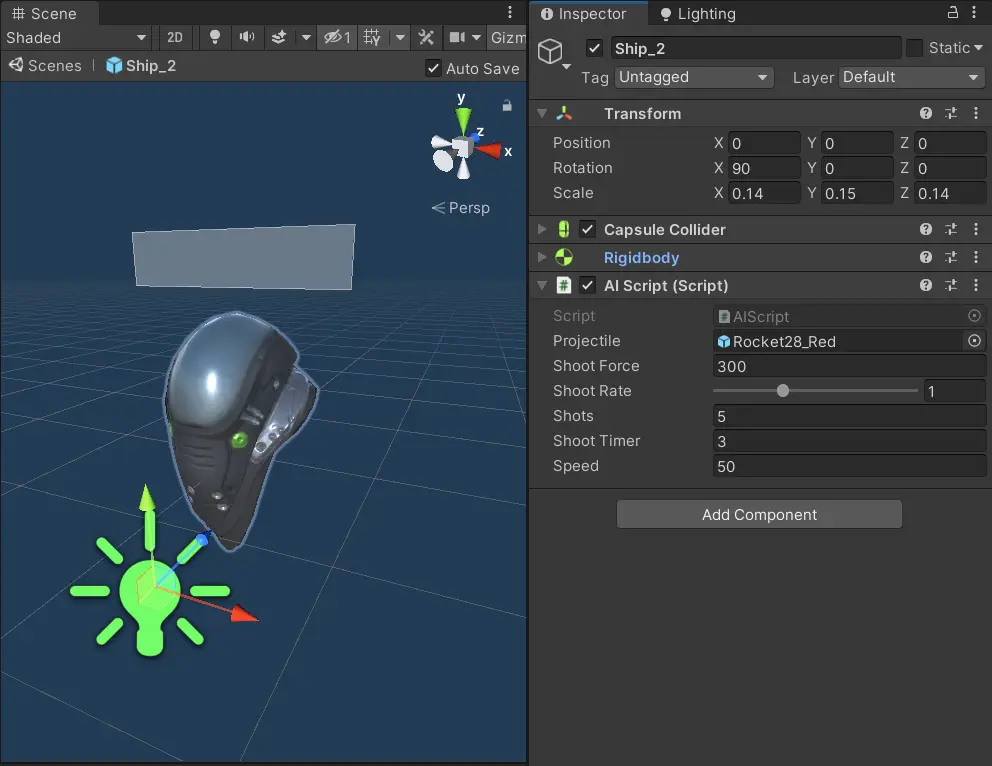 Scene
Shaded 2D 1 Gizm
Scenes | Ship_2 Auto Save
y
z
x
Persp
Inspector Lighting
Ship_2 Static
Tag Untagged Layer Default
Transform
Position X 0 Y 0 Z 0
Rotation X 90 Y 0 Z 0
Scale X 0.14 Y 0.15 Z 0.14
Capsule Collider
Rigidbody
# AI Script (Script)
Script # AIScript
Projectile Rocket28_Red
Shoot Force 300
Shoot Rate 1
Shots 5
Shoot Timer 3
Speed 50
Add Component